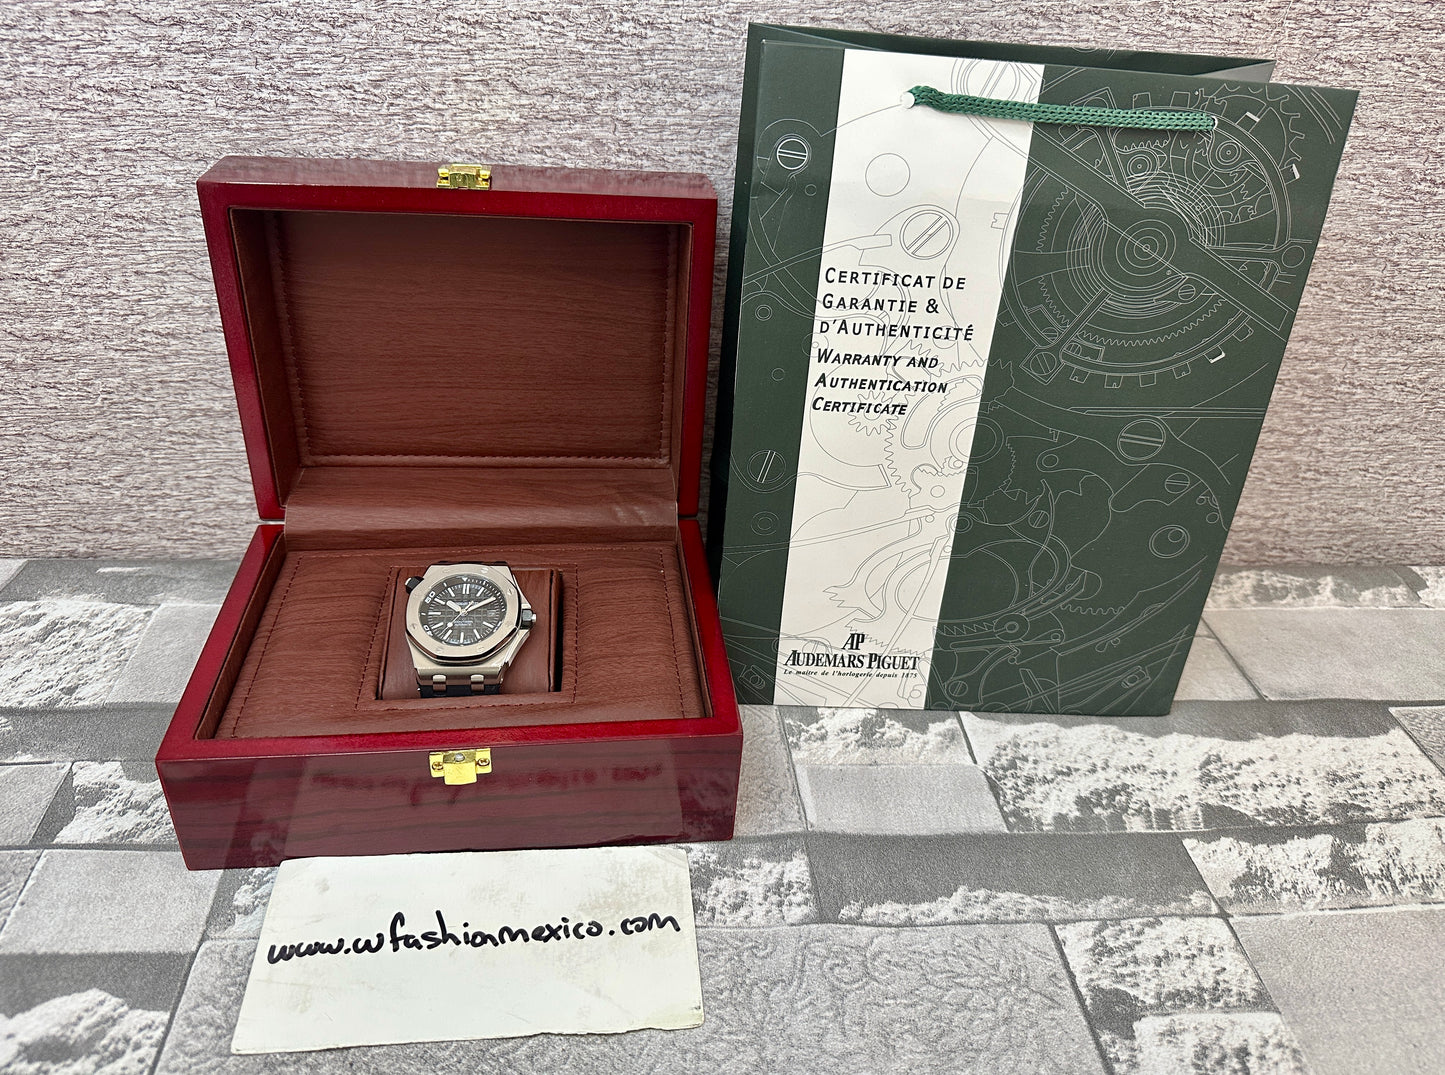 CERTIFICAT DE
GARANTIE &
D'AUTHENTICITÉ
WARRANTY AND
AUTHENTICATION
CERTIFICATE
AP
AUDEMARS PIGUET
Le maître de l'horlogerie depuis 1875
www.wfashionmexico.com